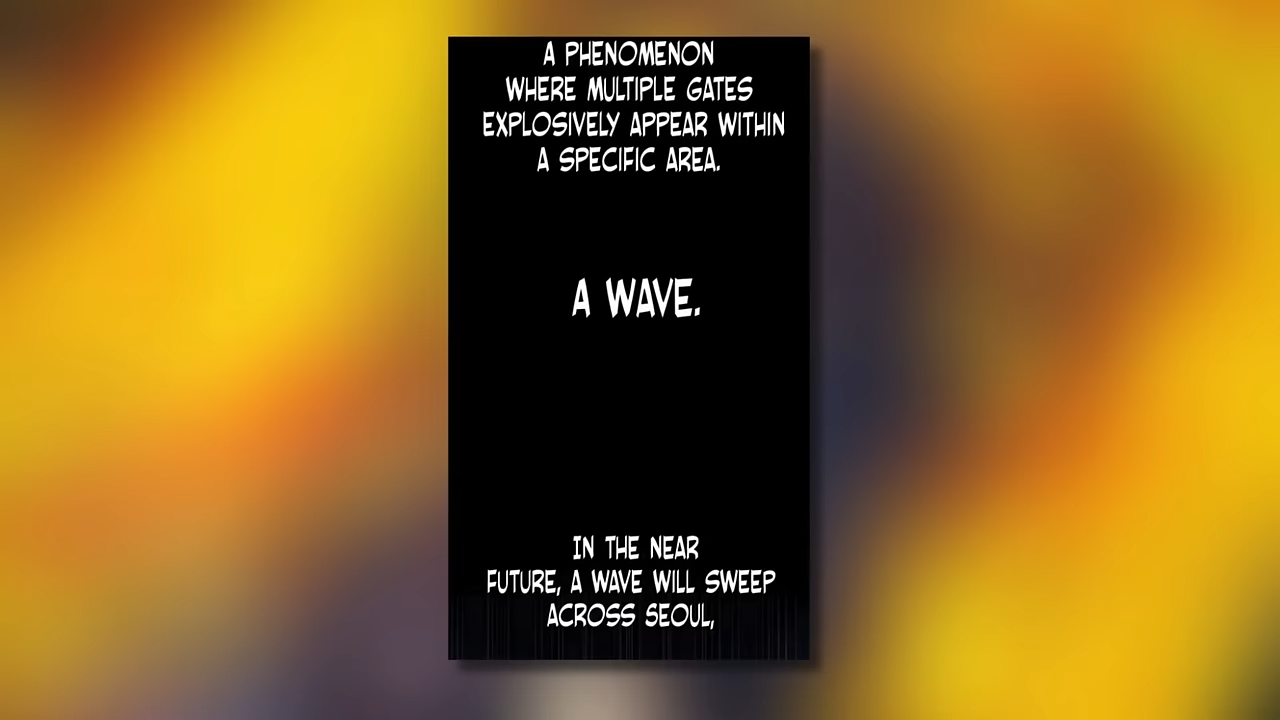 A PHENOMENON
WHERE MULTIPLE GATES
EXPLOSIVELY APPEAR WITHIN
A SPECIFIC AREA.
A WAVE.
IN THE NEAR
FUTURE, A WAVE WILL SWEEP
ACROSS SEOUL,